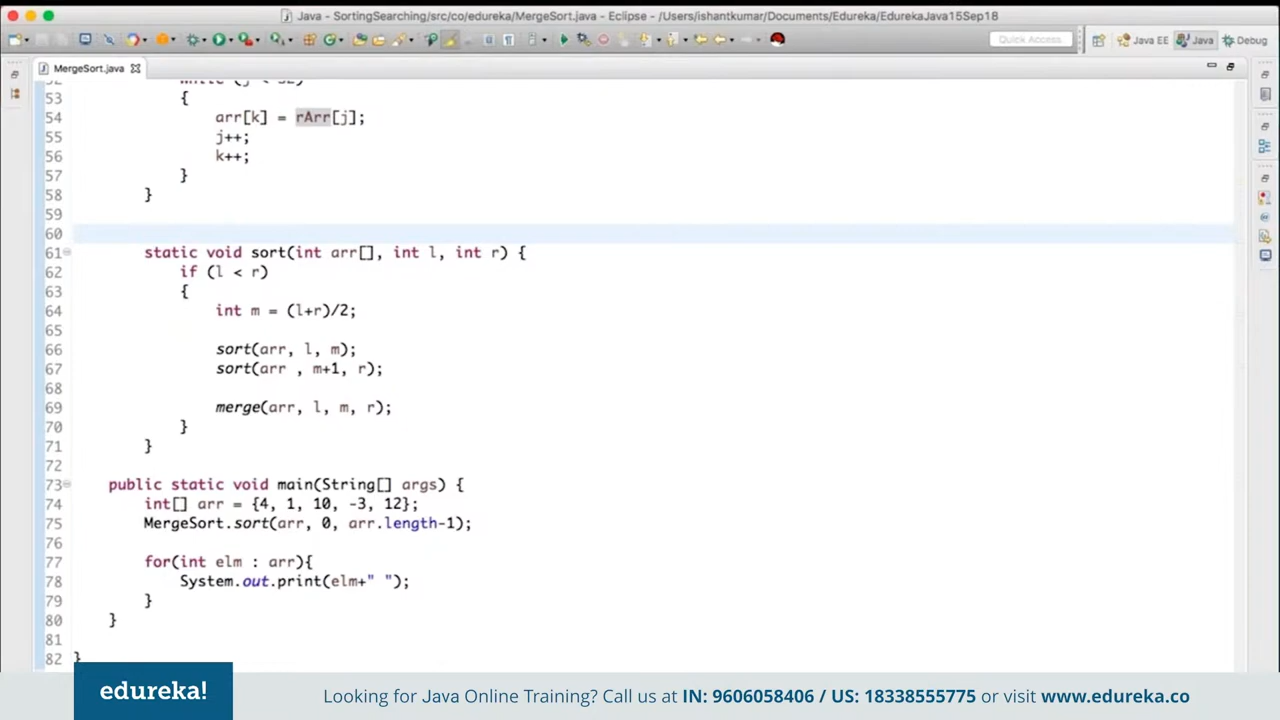 Java - SortingSearching/src/co/edureka/MergeSort.java - Eclipse - /Users/ishantkumar/Documents/Edureka/EdurekaJava15Sep18
Quick Access
Java EE
Java
Debug
MergeSort.java
53 {
54 arr[k] = rArr[j];
55 j++;
56 k++;
57 }
58 }
59
60
61 static void sort(int arr[], int l, int r) {
62 if (l < r)
63 {
64 int m = (l+r)/2;
65
66 sort(arr, l, m);
67 sort(arr , m+1, r);
68
69 merge(arr, l, m, r);
70 }
71 }
72
73 public static void main(String[] args) {
74 int[] arr = {4, 1, 10, -3, 12};
75 MergeSort.sort(arr, 0, arr.length-1);
76
77 for(int elm : arr){
78 System.out.print(elm+" ");
79 }
80 }
81
82 }
edureka!
Looking for Java Online Training? Call us at IN: 9606058406 / US: 18338555775 or visit www.edureka.co